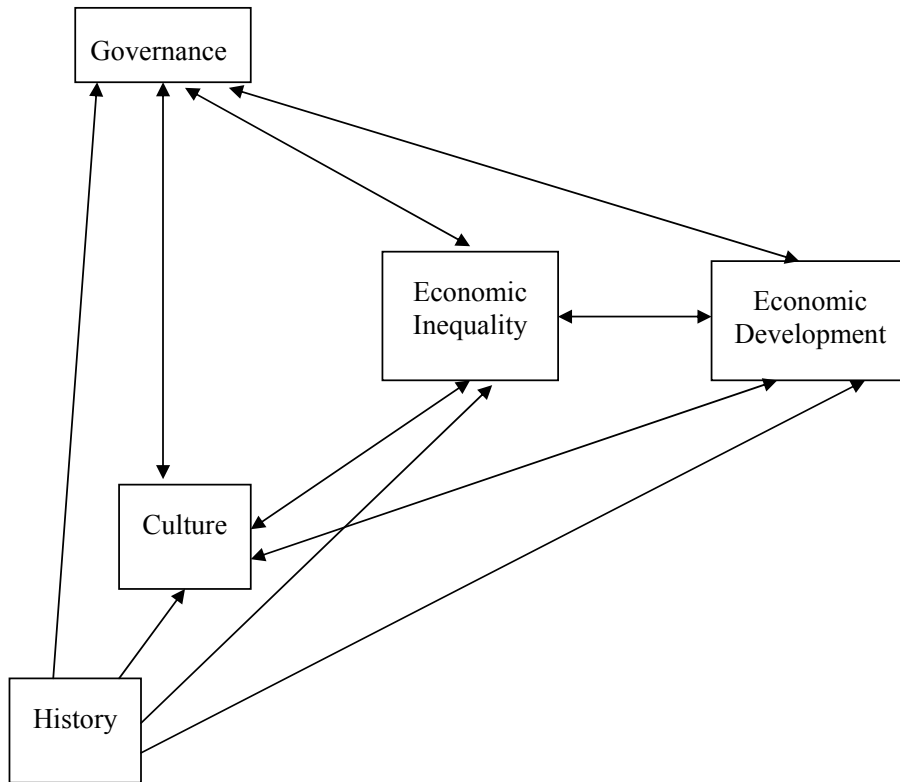 Governance
Economic
Inequality
Economic
Development
Culture
History